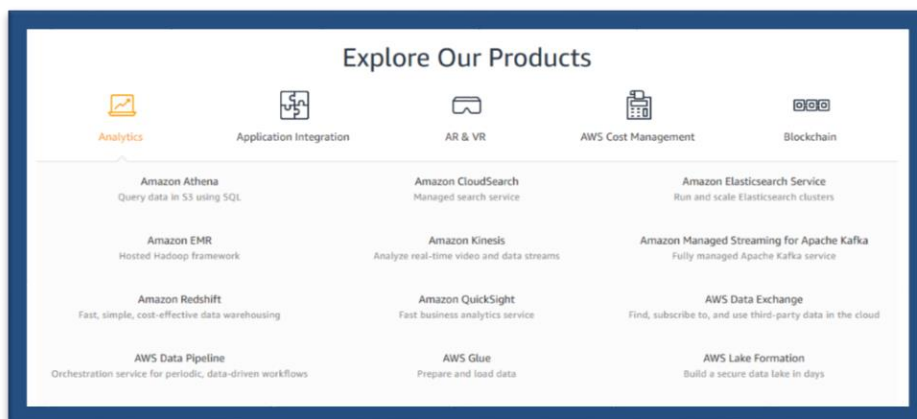 Explore Our Products
Analytics
Application Integration
AR & VR
AWS Cost Management
Blockchain
Amazon Athena
Query data in S3 using SQL
Amazon CloudSearch
Managed search service
Amazon Elasticsearch Service
Run and scale Elasticsearch clusters
Amazon EMR
Hosted Hadoop framework
Amazon Kinesis
Analyze real-time video and data streams
Amazon Managed Streaming for Apache Kafka
Fully managed Apache Kafka service
Amazon Redshift
Fast, simple, cost-effective data warehousing
Amazon QuickSight
Fast business analytics service
AWS Data Exchange
Find, subscribe to, and use third-party data in the cloud
AWS Data Pipeline
Orchestration service for periodic, data-driven workflows
AWS Glue
Prepare and load data
AWS Lake Formation
Build a secure data lake in days